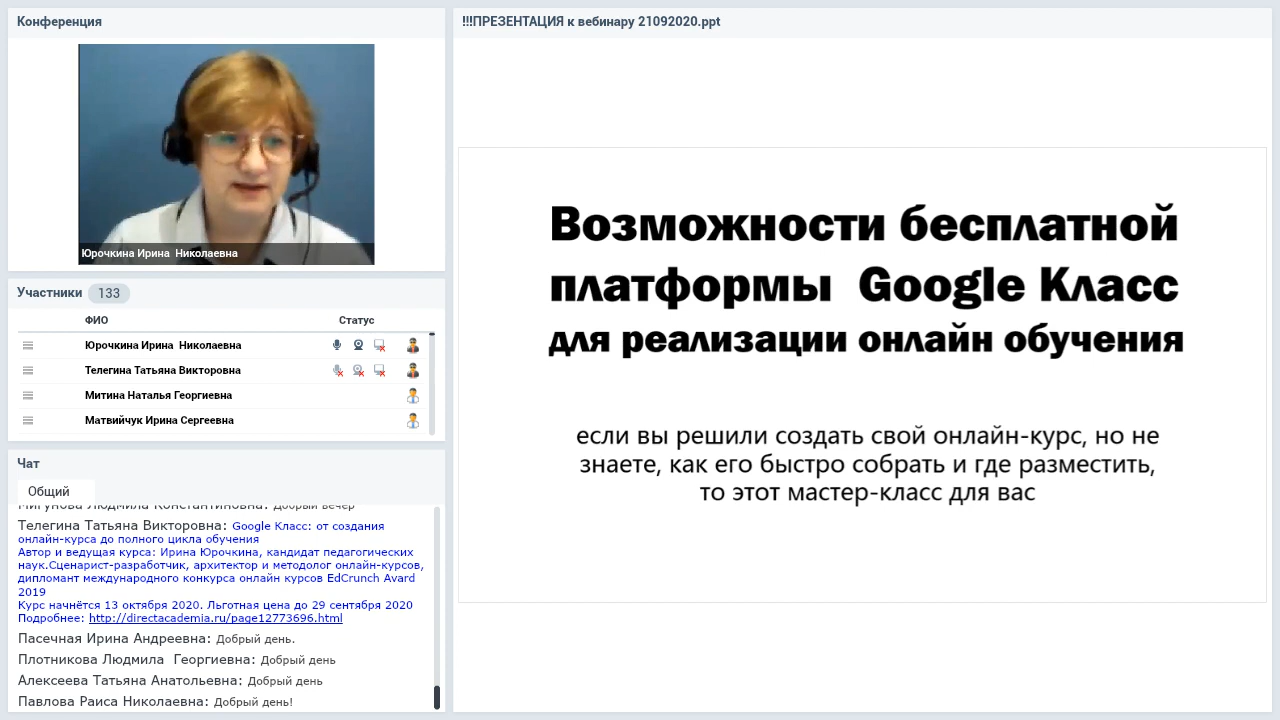 Конференция
Юрочкина Ирина Николаевна
Участники 133
ФИО Статус
Юрочкина Ирина Николаевна
Телегина Татьяна Викторовна
Митина Наталья Георгиевна
Матвийчук Ирина Сергеевна
Чат
Общий
Мигунова Людмила Константиновна: Добрый вечер
Телегина Татьяна Викторовна: Google Класс: от создания
онлайн-курса до полного цикла обучения
Автор и ведущая курса: Ирина Юрочкина, кандидат педагогических
наук.Сценарист-разработчик, архитектор и методолог онлайн-курсов,
дипломант международного конкурса онлайн курсов EdCrunch Avard
2019
Курс начнётся 13 октября 2020. Льготная цена до 29 сентября 2020
Подробнее: http://directacademia.ru/page12773696.html
Пасечная Ирина Андреевна: Добрый день.
Плотникова Людмила Георгиевна: Добрый день
Алексеева Татьяна Анатольевна: Добрый день
Павлова Раиса Николаевна: Добрый день!
!!!ПРЕЗЕНТАЦИЯ к вебинару 21092020.ppt
Возможности бесплатной
платформы Google Класс
для реализации онлайн обучения
если вы решили создать свой онлайн-курс, но не
знаете, как его быстро собрать и где разместить,
то этот мастер-класс для вас